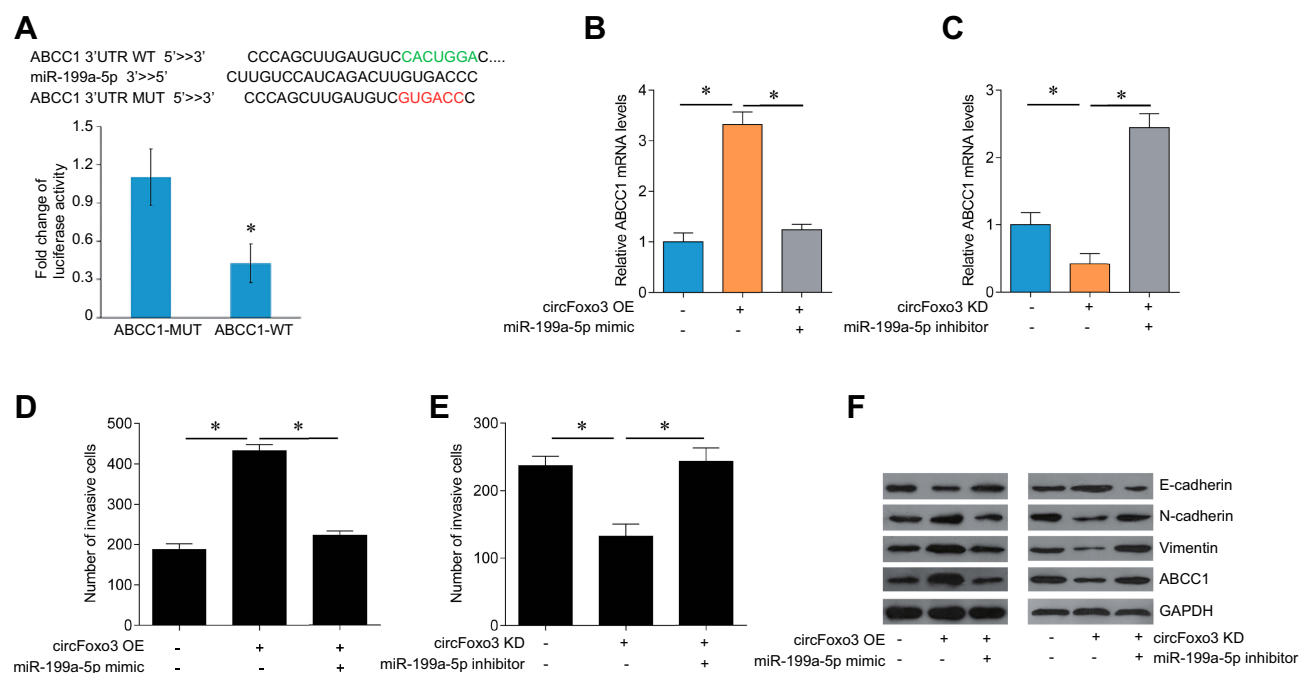 A
ABCC1 3'UTR WT 5'>>3' CCCAGCUUGAUGUCCACUGGAC....
miR-199a-5p 3'>>5' CUUGUCCAUCAGACUUGUGACCC
ABCC1 3'UTR MUT 5'>>3' CCCAGCUUGAUGUCGUGACCC
Fold change of
luciferase activity
1.5
1.2
0.9
0.6
0.3
0
*
ABCC1-MUT ABCC1-WT
B
Relative ABCC1 mRNA levels
4
3
2
1
0
* *
circFoxo3 OE - + +
miR-199a-5p mimic - - +
C
Relative ABCC1 mRNA levels
3
2
1
0
* *
circFoxo3 KD - + +
miR-199a-5p inhibitor - - +
D
Number of invasive cells
500
400
300
200
100
0
* *
circFoxo3 OE - + +
miR-199a-5p mimic - - +
E
Number of invasive cells
300
200
100
0
* *
circFoxo3 KD - + +
miR-199a-5p inhibitor - - +
F
E-cadherin
N-cadherin
Vimentin
ABCC1
GAPDH
circFoxo3 OE - + + - + + circFoxo3 KD
miR-199a-5p mimic - - + - - + miR-199a-5p inhibitor